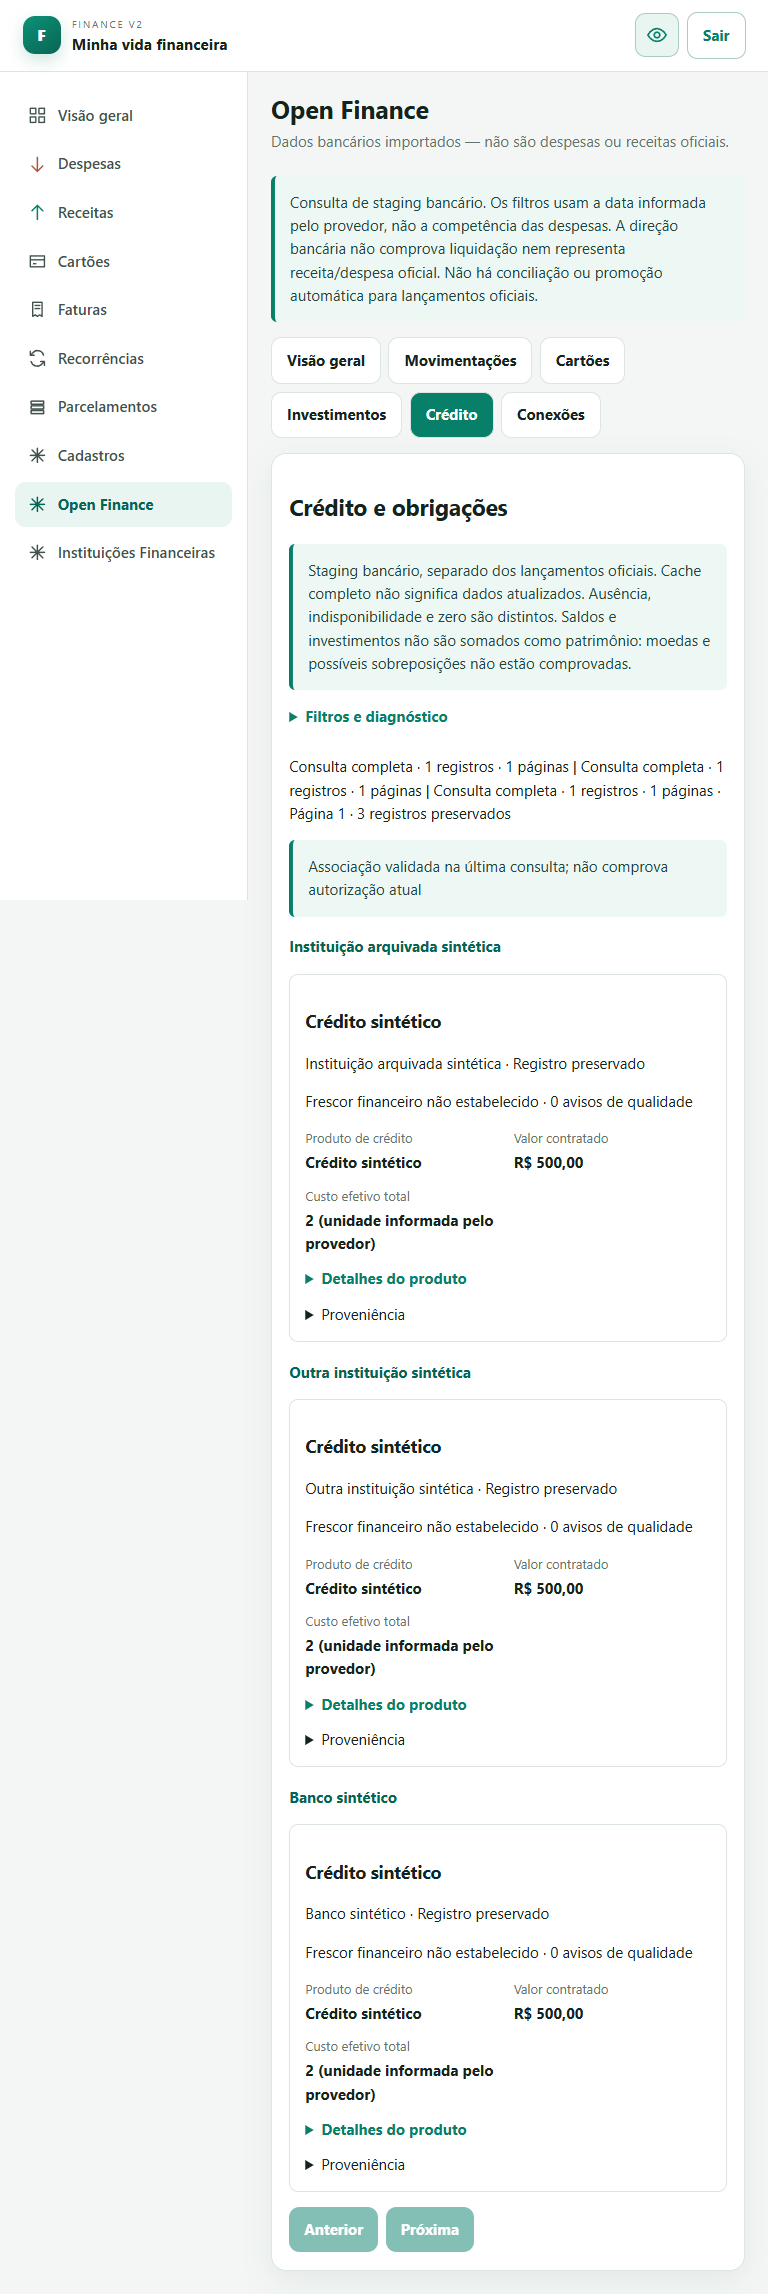 F
FINANCE V2
Minha vida financeira
Sair
Visão geral
Despesas
Receitas
Cartões
Faturas
Recorrências
Parcelamentos
Cadastros
Open Finance
Instituições Financeiras
Open Finance
Dados bancários importados — não são despesas ou receitas oficiais.
Consulta de staging bancário. Os filtros usam a data informada
pelo provedor, não a competência das despesas. A direção
bancária não comprova liquidação nem representa
receita/despesa oficial. Não há conciliação ou promoção
automática para lançamentos oficiais.
Visão geral
Movimentações
Cartões
Investimentos
Crédito
Conexões
Crédito e obrigações
Staging bancário, separado dos lançamentos oficiais. Cache
completo não significa dados atualizados. Ausência,
indisponibilidade e zero são distintos. Saldos e
investimentos não são somados como patrimônio: moedas e
possíveis sobreposições não estão comprovadas.
Filtros e diagnóstico
Consulta completa · 1 registros · 1 páginas | Consulta completa · 1
registros · 1 páginas | Consulta completa · 1 registros · 1 páginas ·
Página 1 · 3 registros preservados
Associação validada na última consulta; não comprova
autorização atual
Instituição arquivada sintética
Crédito sintético
Instituição arquivada sintética · Registro preservado
Frescor financeiro não estabelecido · 0 avisos de qualidade
Produto de crédito
Crédito sintético
Valor contratado
R$ 500,00
Custo efetivo total
2 (unidade informada pelo
provedor)
Detalhes do produto
Proveniência
Outra instituição sintética
Crédito sintético
Outra instituição sintética · Registro preservado
Frescor financeiro não estabelecido · 0 avisos de qualidade
Produto de crédito
Crédito sintético
Valor contratado
R$ 500,00
Custo efetivo total
2 (unidade informada pelo
provedor)
Detalhes do produto
Proveniência
Banco sintético
Crédito sintético
Banco sintético · Registro preservado
Frescor financeiro não estabelecido · 0 avisos de qualidade
Produto de crédito
Crédito sintético
Valor contratado
R$ 500,00
Custo efetivo total
2 (unidade informada pelo
provedor)
Detalhes do produto
Proveniência
Anterior
Próxima